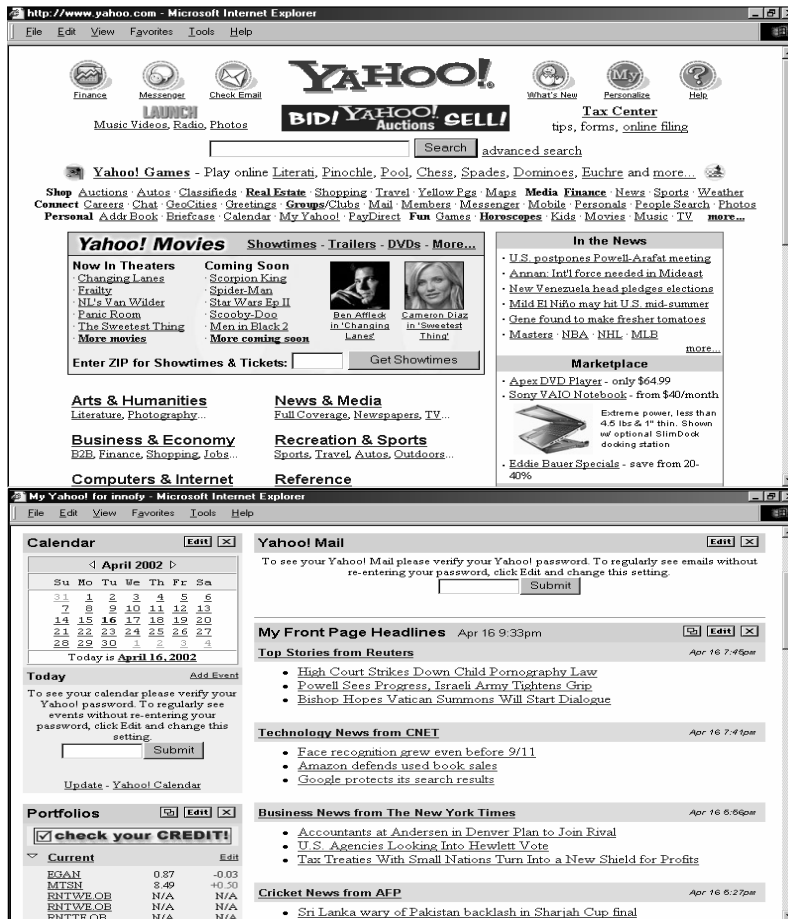 http://www.yahoo.com - Microsoft Internet Explorer
File Edit View Favorites Tools Help
YAHOO!
Finance Messenger Check Email What's New Personalize Help
My
LAUNCH
Music Videos, Radio, Photos
BID! YAHOO! Auctions SELL!
Tax Center
tips, forms, online filing
Search advanced search
Yahoo! Games - Play online Literati, Pinochle, Pool, Chess, Spades, Dominoes, Euchre and more...
Shop Auctions · Autos · Classifieds · Real Estate · Shopping · Travel · Yellow Pgs · Maps Media Finance · News · Sports · Weather
Connect Careers · Chat · GeoCities · Greetings · Groups/Clubs · Mail · Members · Messenger · Mobile · Personals · People Search · Photos
Personal Addr Book · Briefcase · Calendar · My Yahoo! · PayDirect Fun Games · Horoscopes · Kids · Movies · Music · TV more...
Yahoo! Movies Showtimes - Trailers - DVDs - More...
Now In Theaters
· Changing Lanes
· Frailty
· NL's Van Wilder
· Panic Room
· The Sweetest Thing
· More movies
Coming Soon
· Scorpion King
· Spider-Man
· Star Wars Ep II
· Scooby-Doo
· Men in Black 2
· More coming soon
Ben Affleck
in 'Changing
Lanes'
Cameron Diaz
in 'Sweetest
Thing'
Enter ZIP for Showtimes & Tickets: Get Showtimes
In the News
· U.S. postpones Powell-Arafat meeting
· Annan: Int'l force needed in Mideast
· New Venezuela head pledges elections
· Mild El Niño may hit U.S. mid-summer
· Gene found to make fresher tomatoes
· Masters · NBA · NHL · MLB
more...
Marketplace
· Apex DVD Player - only $64.99
· Sony VAIO Notebook - from $40/month
Extreme power, less than
4.5 lbs & 1" thin. Shown
w/ optional SlimDock
docking station
· Eddie Bauer Specials - save from 20-
40%
Arts & Humanities
Literature, Photography...
News & Media
Full Coverage, Newspapers, TV...
Business & Economy
B2B, Finance, Shopping, Jobs...
Recreation & Sports
Sports, Travel, Autos, Outdoors...
Computers & Internet
Reference
My Yahoo! for innofy - Microsoft Internet Explorer
File Edit View Favorites Tools Help
Calendar Edit
April 2002
Su Mo Tu We Th Fr Sa
31 1 2 3 4 5 6
7 8 9 10 11 12 13
14 15 16 17 18 19 20
21 22 23 24 25 26 27
28 29 30 1 2 3 4
Today is April 16, 2002
Today Add Event
To see your calendar please verify your
Yahoo! password. To regularly see
events without re-entering your
password, click Edit and change this
setting.
Submit
Update - Yahoo! Calendar
Portfolios Edit
check your CREDIT!
Current Edit
EGAN 0.87 -0.03
MTSN 8.49 +0.50
RNTWE.OB N/A N/A
RNTWO.OB N/A N/A
RNTTE.OB N/A N/A
Yahoo! Mail Edit
To see your Yahoo! Mail please verify your Yahoo! password. To regularly see emails without
re-entering your password, click Edit and change this setting.
Submit
My Front Page Headlines Apr 16 9:33pm Edit
Top Stories from Reuters Apr 16 7:45pm
• High Court Strikes Down Child Pornography Law
• Powell Sees Progress, Israeli Army Tightens Grip
• Bishop Hopes Vatican Summons Will Start Dialogue
Technology News from CNET Apr 16 7:41pm
• Face recognition grew even before 9/11
• Amazon defends used book sales
• Google protects its search results
Business News from The New York Times Apr 16 5:56pm
• Accountants at Andersen in Denver Plan to Join Rival
• U.S. Agencies Looking Into Hewlett Vote
• Tax Treaties With Small Nations Turn Into a New Shield for Profits
Cricket News from AFP Apr 16 5:27pm
• Sri Lanka wary of Pakistan backlash in Sharjah Cup final